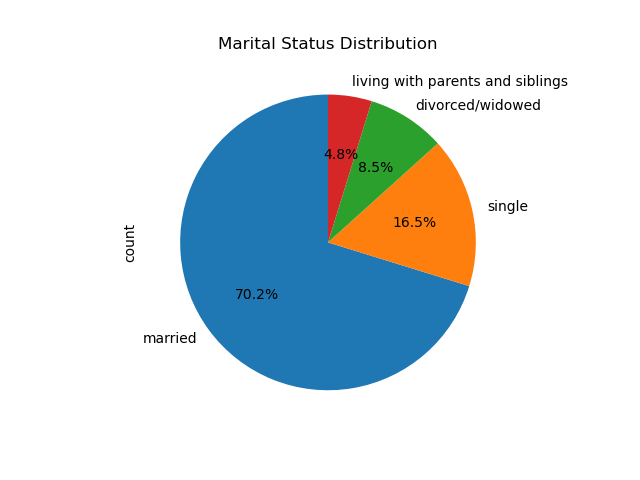 Marital Status Distribution
living with parents and siblings
divorced/widowed
4.8%
8.5%
single
16.5%
count
70.2%
married